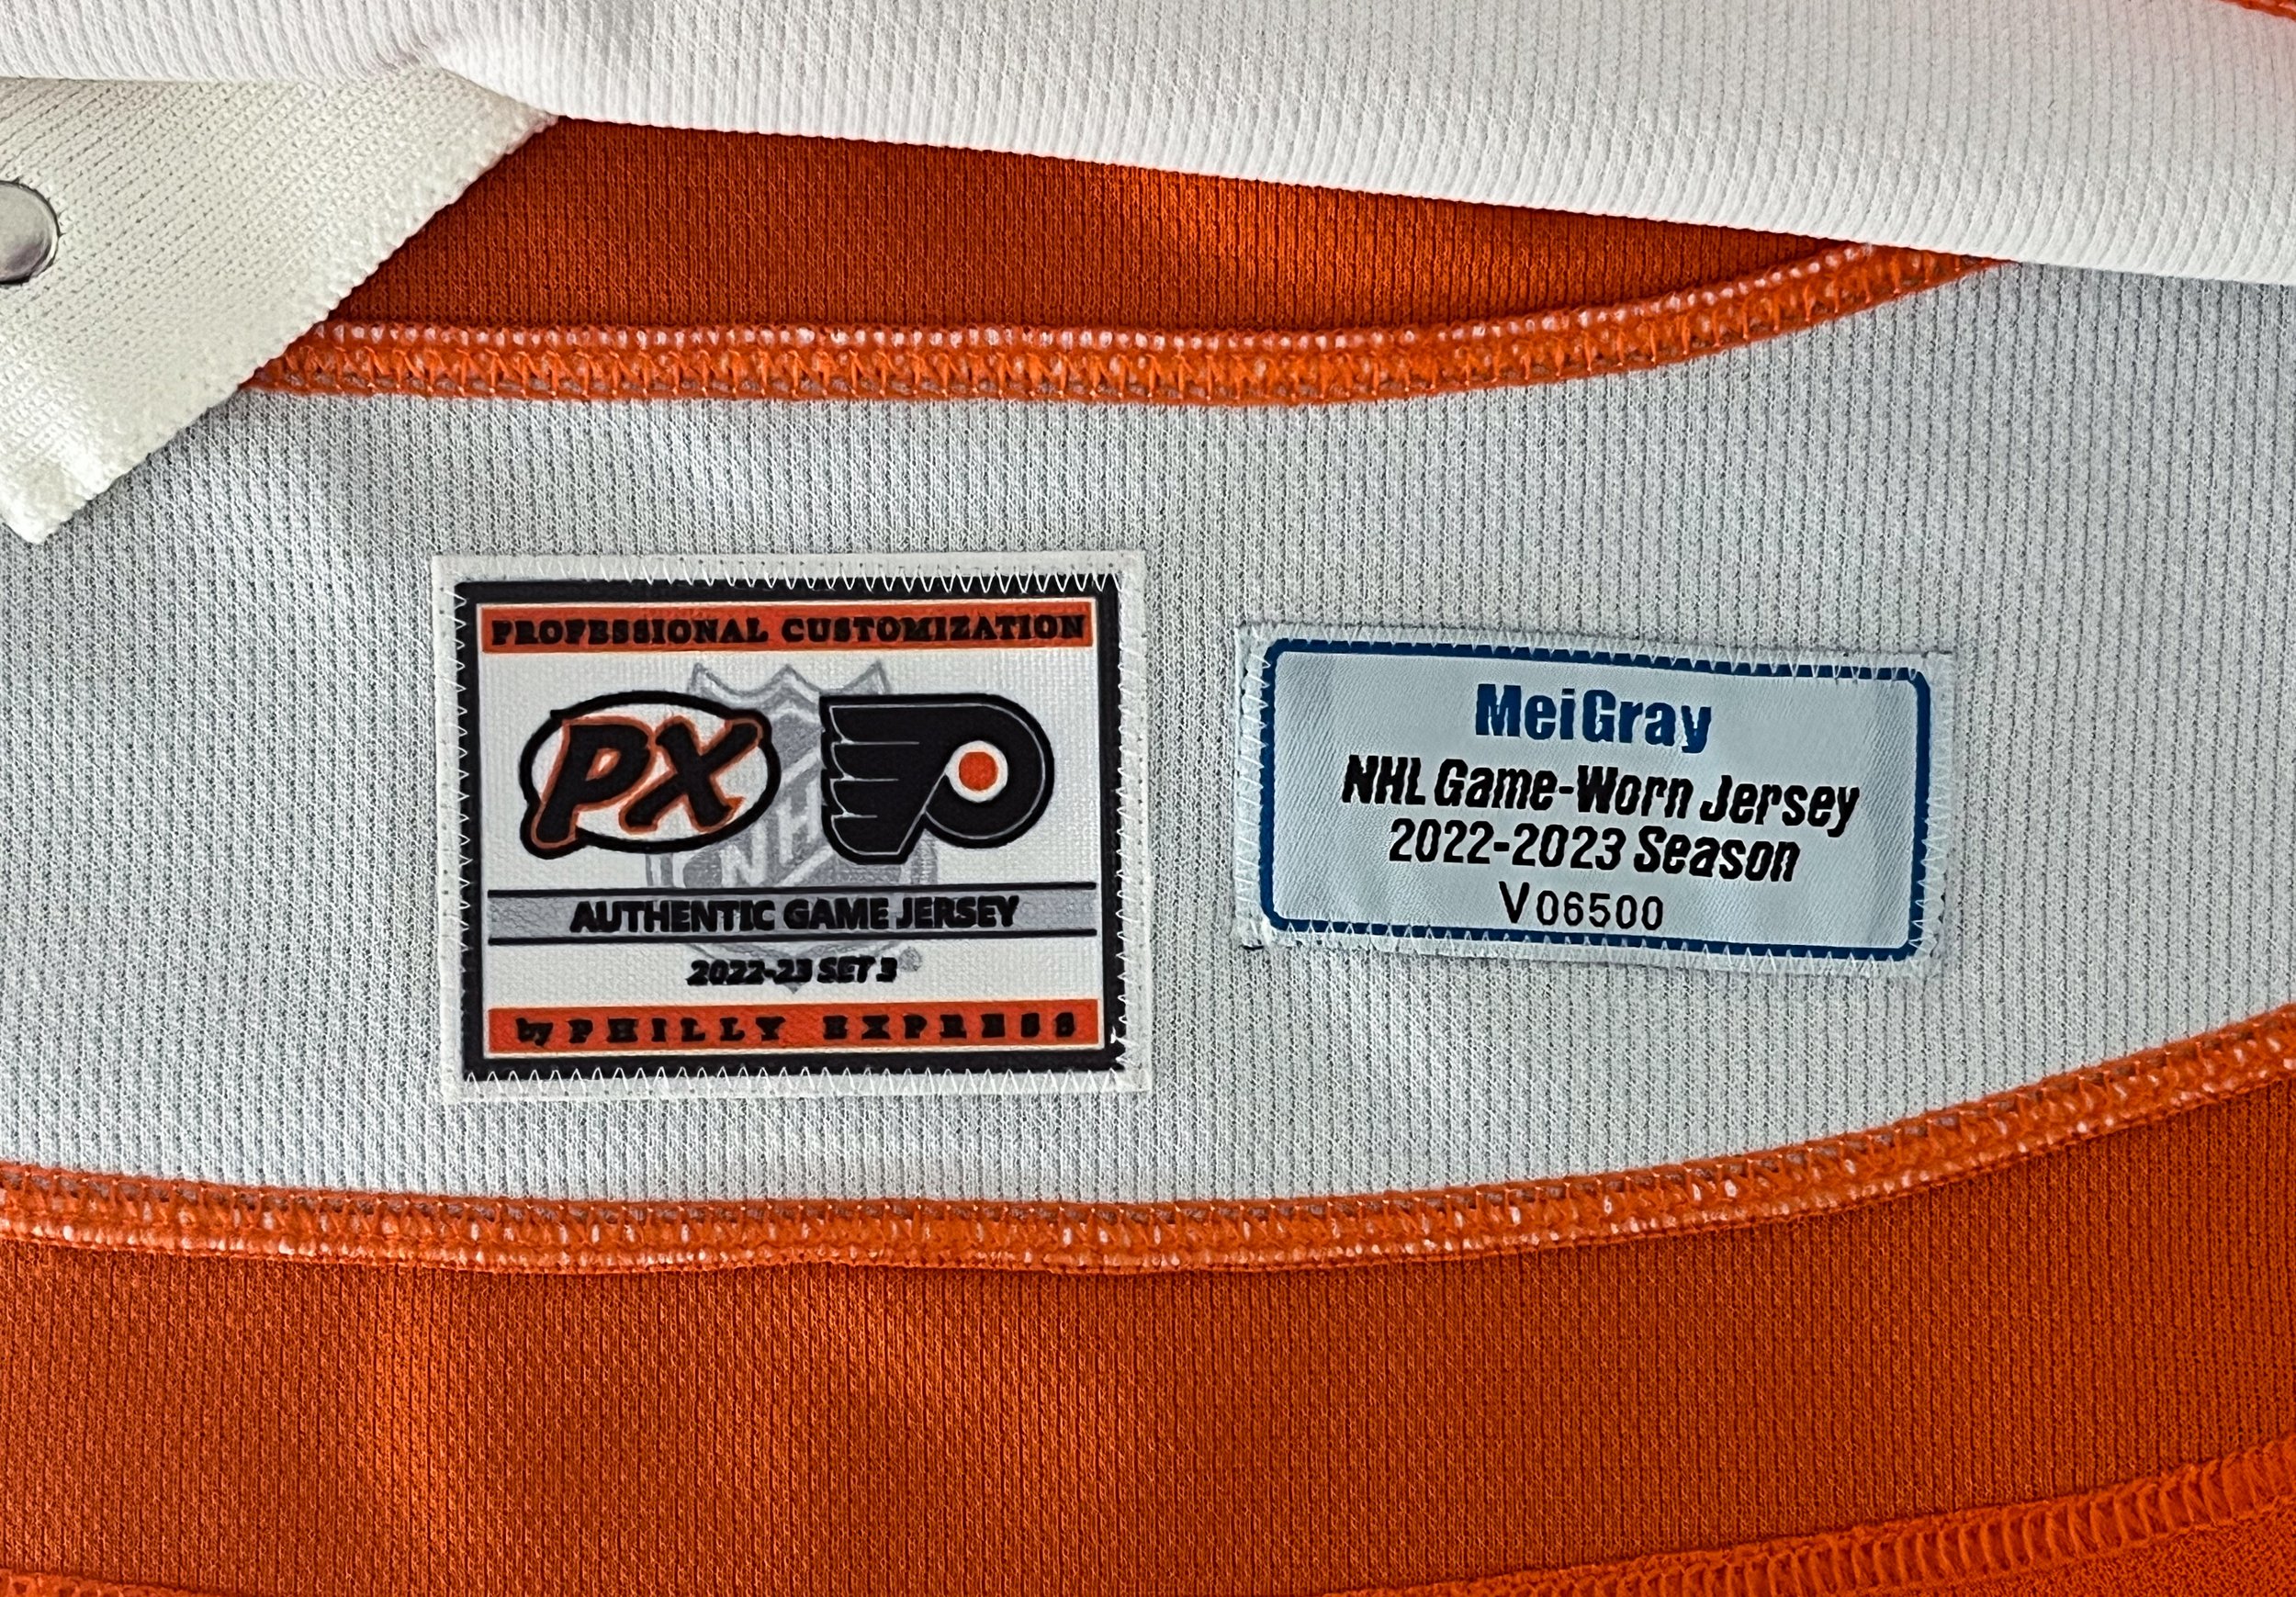 PROFESSIONAL CUSTOMIZATION
PX
NHL
AUTHENTIC GAME JERSEY
2022-23 SET 3
by PHILLY EXPRESS
MeiGray
NHL Game-Worn Jersey
2022-2023 Season
V06500